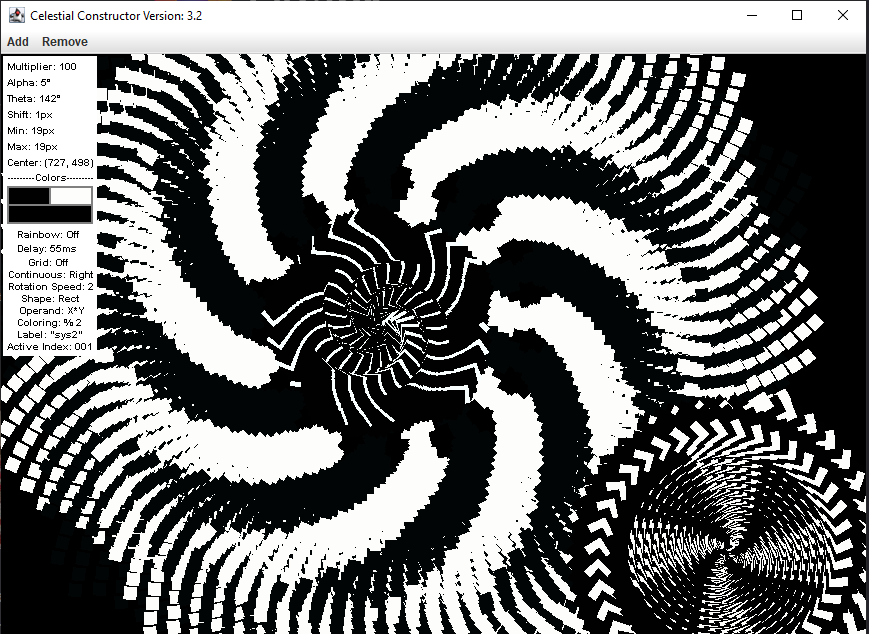 Celestial Constructor Version: 3.2
Add Remove
Multiplier: 100
Alpha: 5°
Theta: 142°
Shift: 1px
Min: 19px
Max: 19px
Center: (727, 498)
--------Colors--------
Rainbow: Off
Delay: 55ms
Grid: Off
Continuous: Right
Rotation Speed: 2
Shape: Rect
Operand: X*Y
Coloring: % 2
Label: "sys2"
Active Index: 001